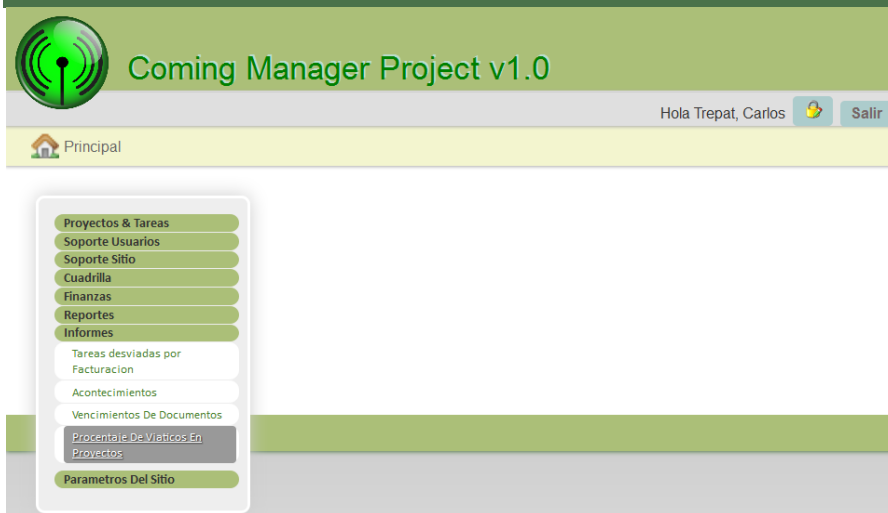 Coming Manager Project v1.0
Hola Trepat, Carlos
Salir
Principal
Proyectos & Tareas
Soporte Usuarios
Soporte Sitio
Cuadrilla
Finanzas
Reportes
Informes
Tareas desviadas por
Facturacion
Acontecimientos
Vencimientos De Documentos
Procentaje De Viaticos En
Proyectos
Parametros Del Sitio